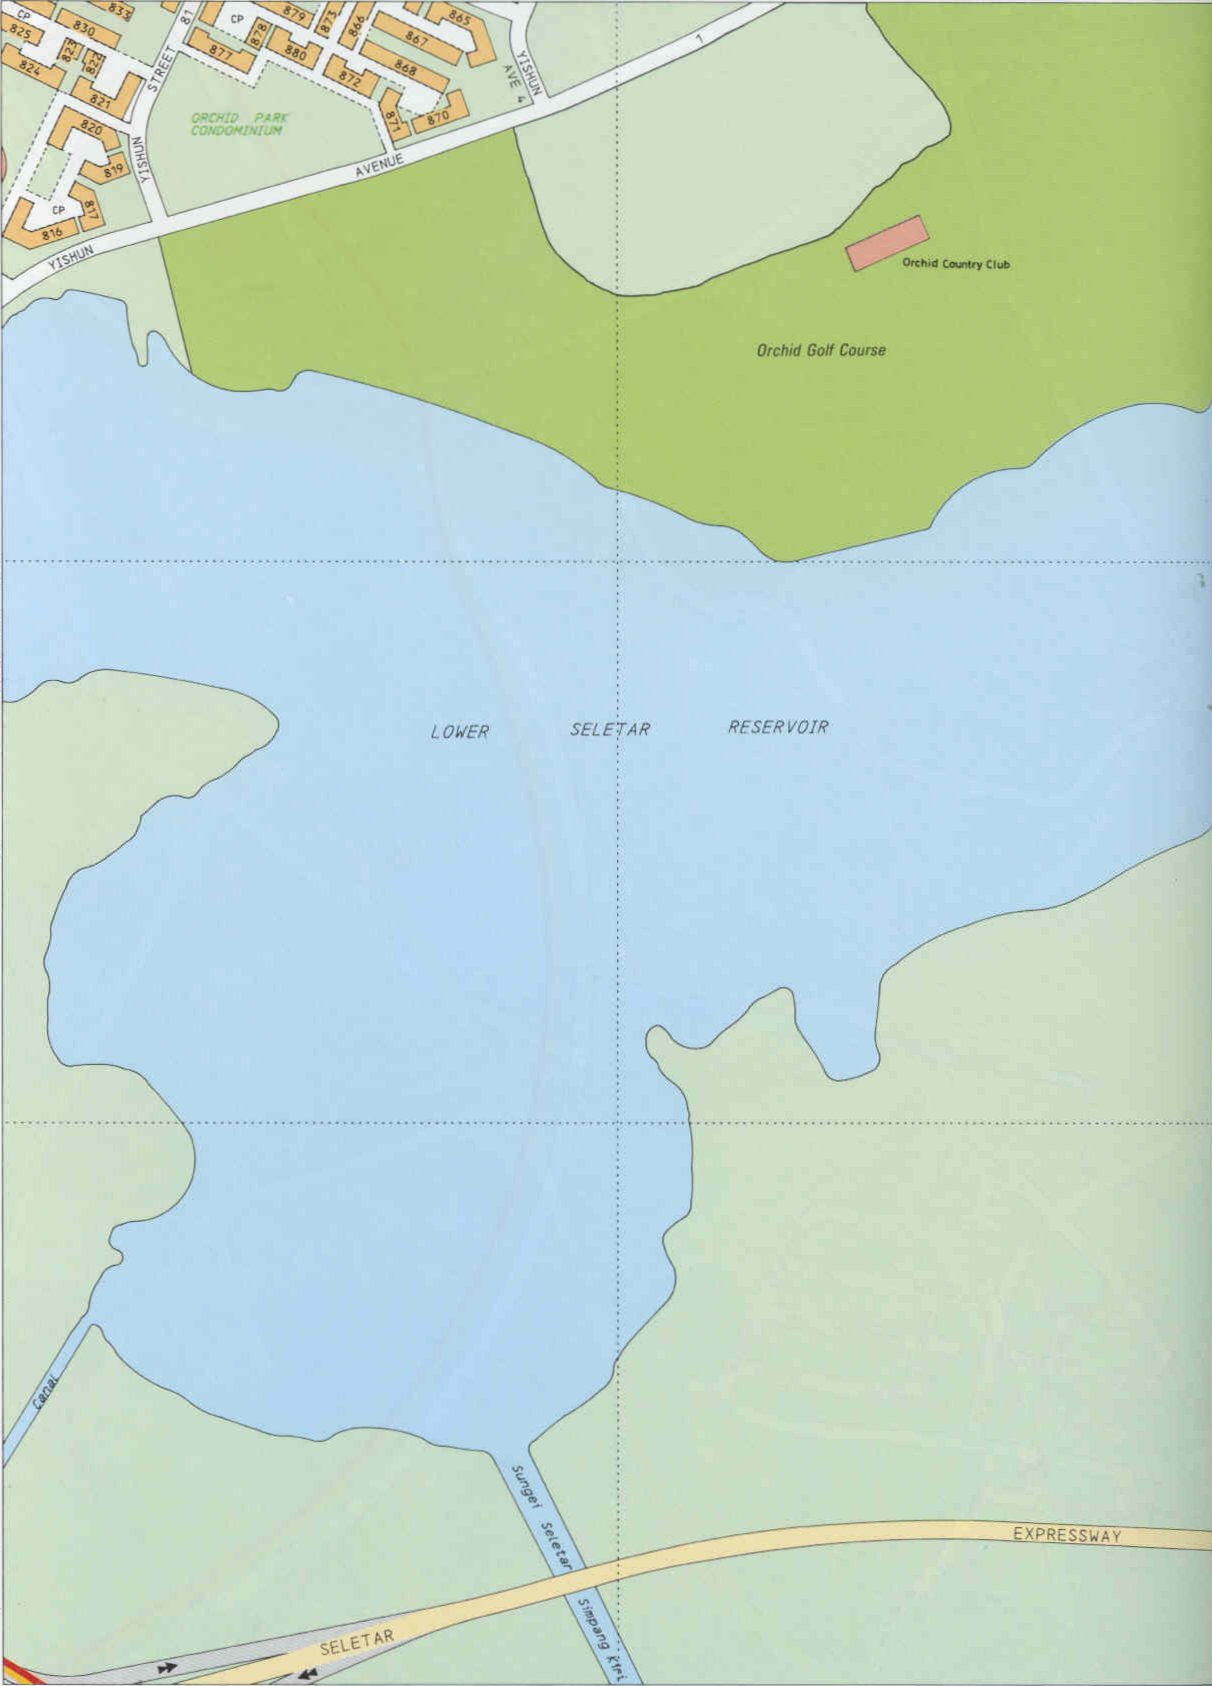 CP
825
824
830
823
822
833
821
820
819
817
CP
816
STREET
81
YISHUN
CP
877
878
879
880
873
866
872
865
867
868
871
870
YISHUN
AVE 4
ORCHID PARK
CONDOMINIUM
YISHUN
AVENUE
1
Orchid Country Club
Orchid Golf Course
LOWER SELETAR RESERVOIR
Canal
Sungei Seletar
Simpang Kiri
SELETAR
EXPRESSWAY